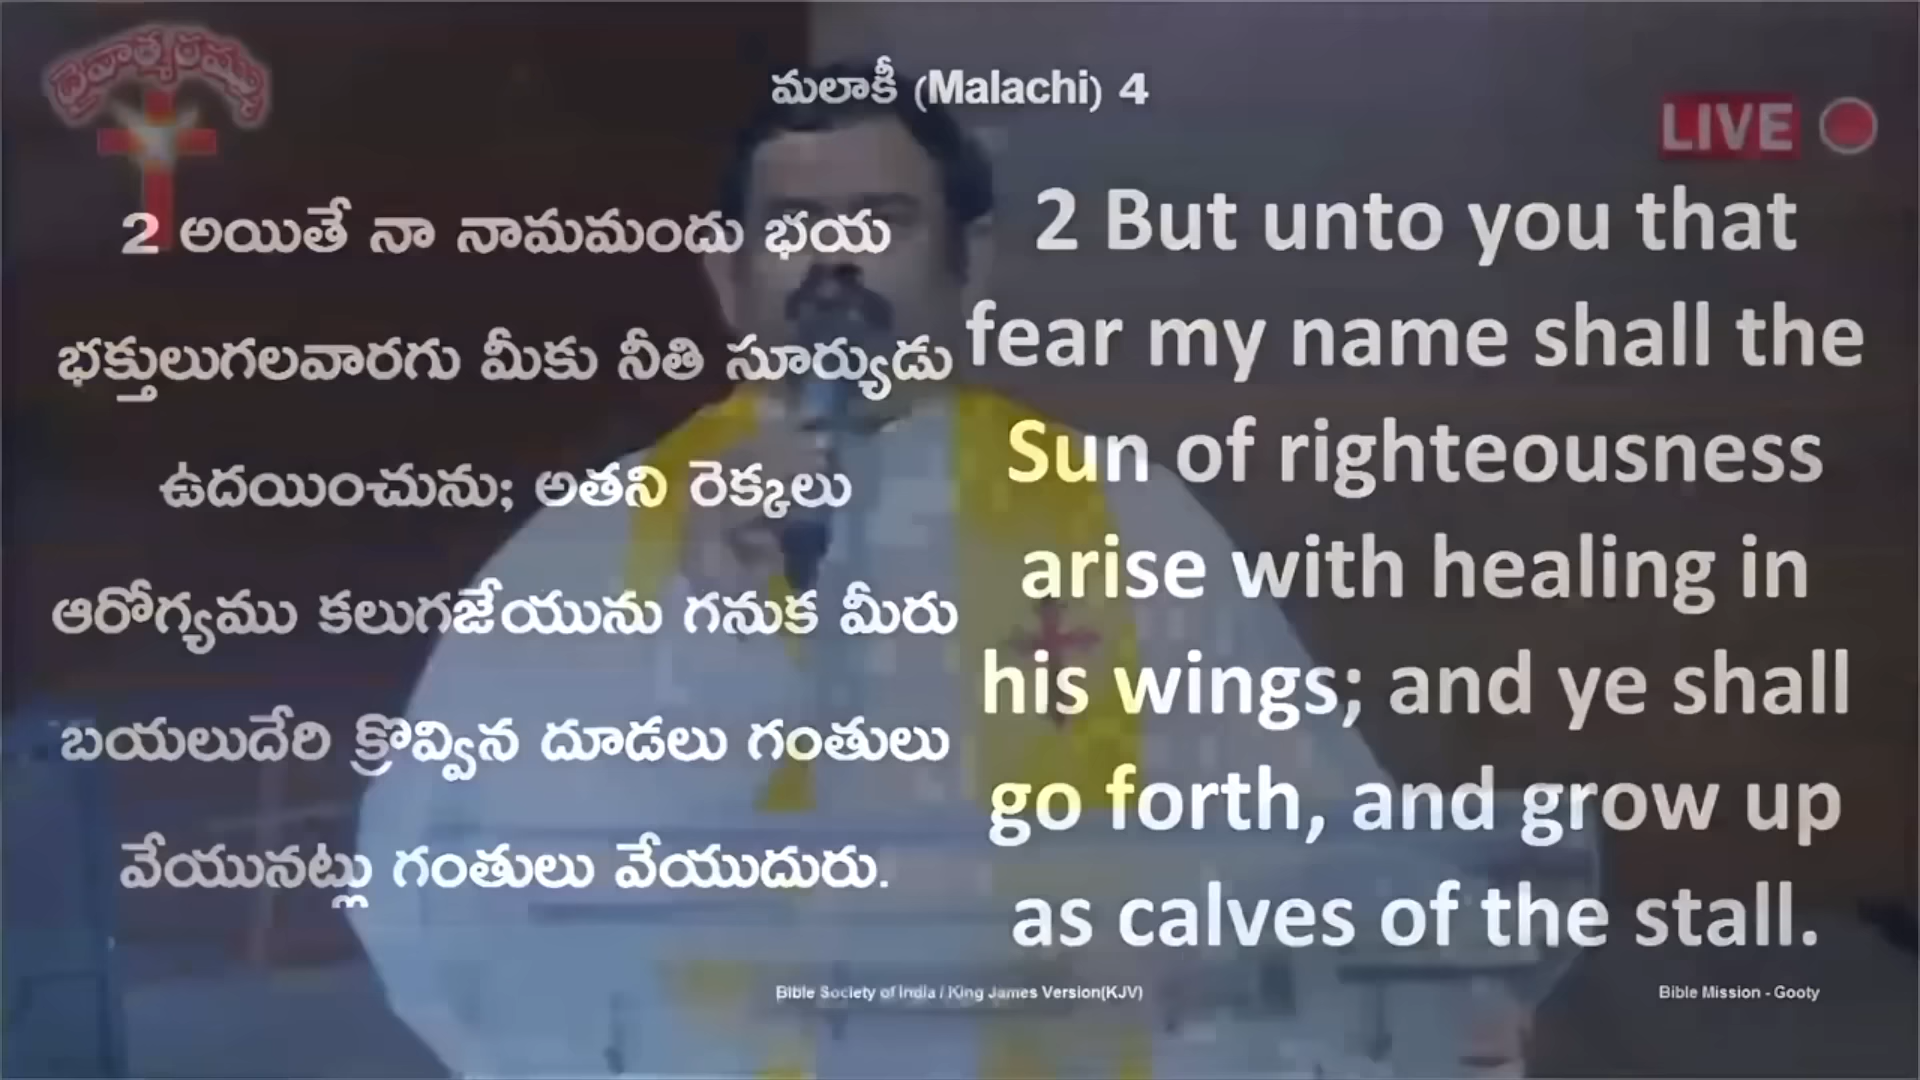 దైవాత్మక్రమ్ము
మలాకీ (Malachi) 4
LIVE
2 అయితే నా నామమందు భయ
భక్తులుగలవారగు మీకు నీతి సూర్యుడు
ఉదయించును; అతని రెక్కలు
ఆరోగ్యము కలుగజేయును గనుక మీరు
బయలుదేరి క్రొవ్విన దూడలు గంతులు
వేయునట్లు గంతులు వేయుదురు.
2 But unto you that
fear my name shall the
Sun of righteousness
arise with healing in
his wings; and ye shall
go forth, and grow up
as calves of the stall.
Bible Society of India / King James Version(KJV)
Bible Mission - Gooty